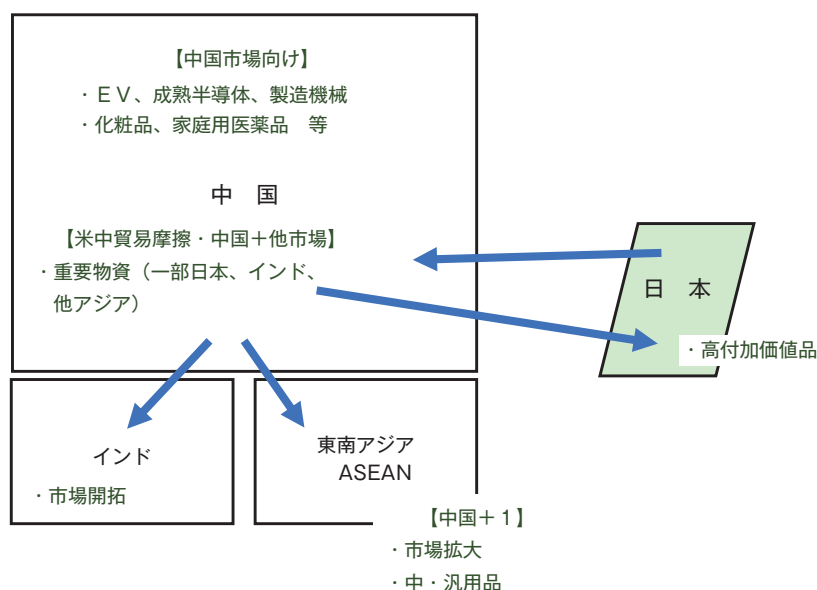 【中国市場向け】
・ＥＶ、成熟半導体、製造機械
・化粧品、家庭用医薬品　等
中　国
【米中貿易摩擦・中国＋他市場】
・重要物資（一部日本、インド、
他アジア）
日　本
・高付加価値品
インド
・市場開拓
東南アジア
ASEAN
【中国＋１】
・市場拡大
・中・汎用品